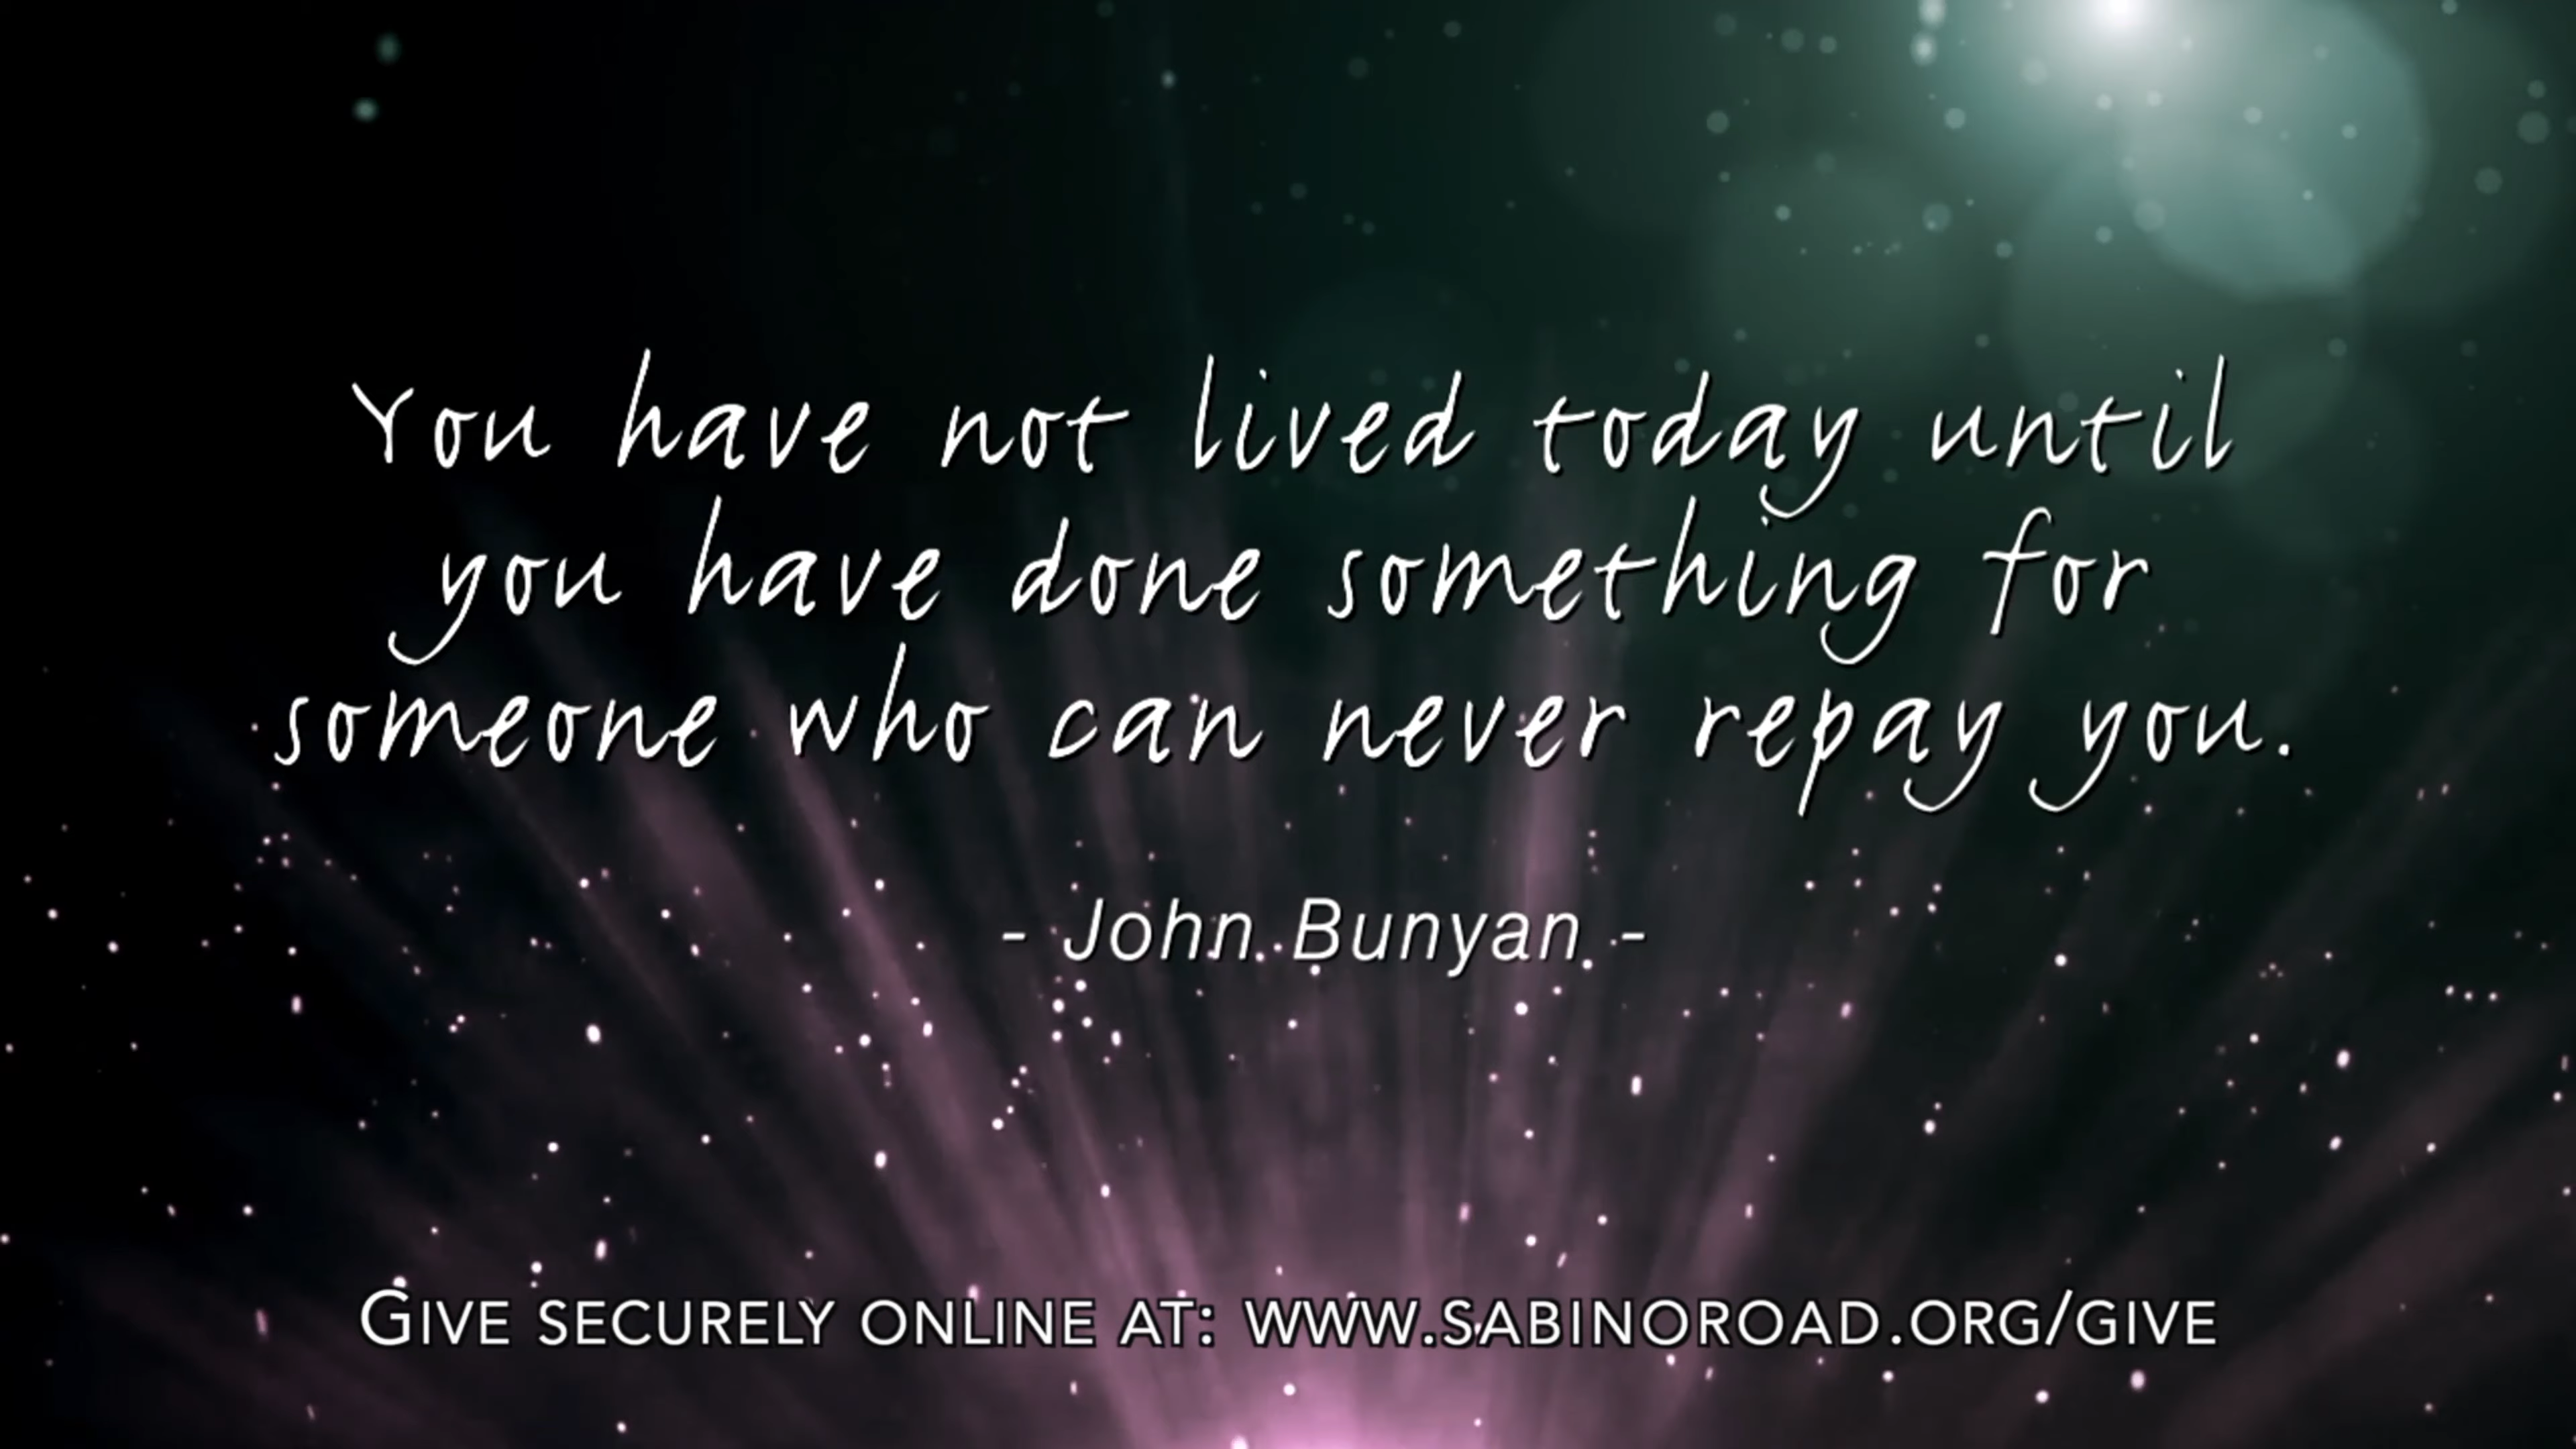 You have not lived today until
you have done something for
someone who can never repay you.
- John Bunyan -
GIVE SECURELY ONLINE AT: WWW.SABINOROAD.ORG/GIVE